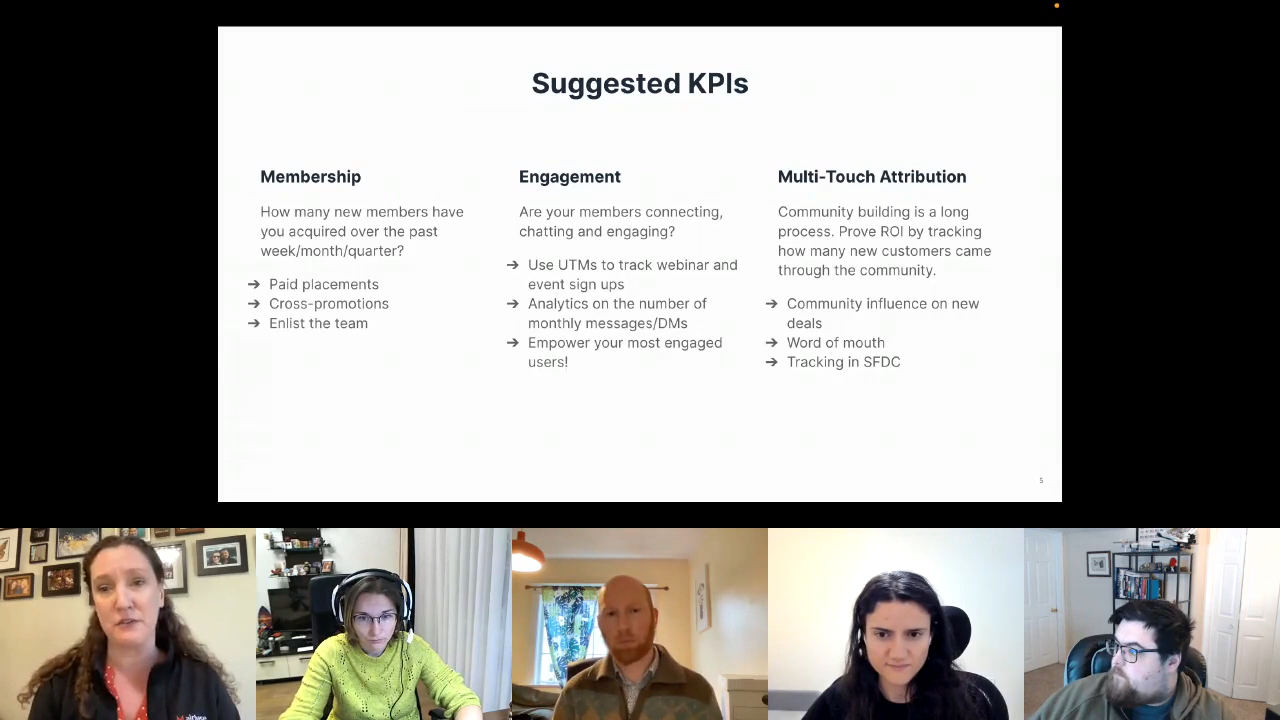 Suggested KPIs
Membership
How many new members have
you acquired over the past
week/month/quarter?
➔ Paid placements
➔ Cross-promotions
➔ Enlist the team
Engagement
Are your members connecting,
chatting and engaging?
➔ Use UTMs to track webinar and
event sign ups
➔ Analytics on the number of
monthly messages/DMs
➔ Empower your most engaged
users!
Multi-Touch Attribution
Community building is a long
process. Prove ROI by tracking
how many new customers came
through the community.
➔ Community influence on new
deals
➔ Word of mouth
➔ Tracking in SFDC
5